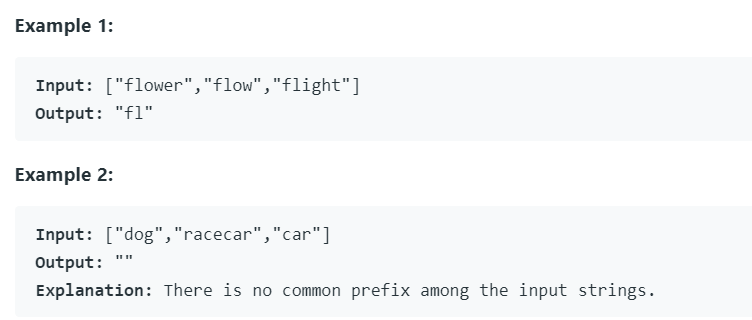 Example 1:
Input: ["flower","flow","flight"]
Output: "fl"
Example 2:
Input: ["dog","racecar","car"]
Output: ""
Explanation: There is no common prefix among the input strings.